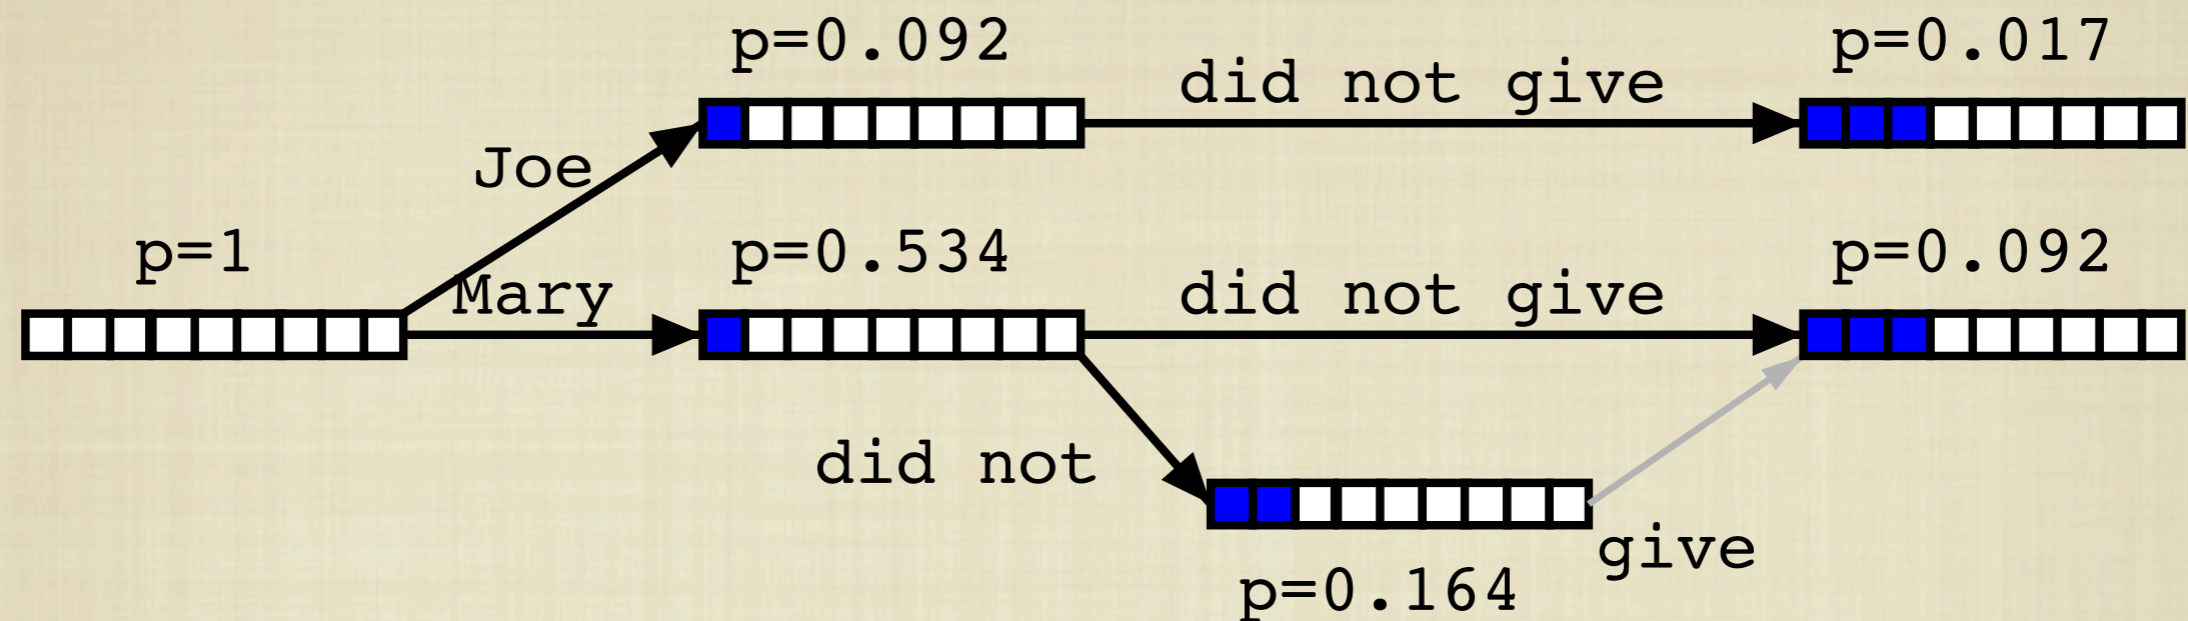 p=0.092
p=0.017
did not give
Joe
p=1
p=0.534
p=0.092
Mary
did not give
did not
give
p=0.164